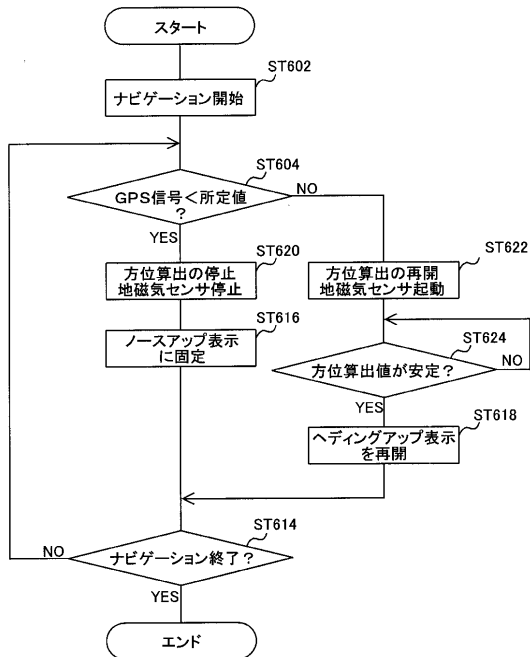 スタート
ST602
ナビゲーション開始
ST604
GPS信号<所定値
?
NO
YES
ST620
方位算出の停止
地磁気センサ停止
ST622
方位算出の再開
地磁気センサ起動
ST616
ノースアップ表示
に固定
ST624
方位算出値が安定?
NO
YES
ST618
ヘディングアップ表示
を再開
ST614
ナビゲーション終了?
NO
YES
エンド